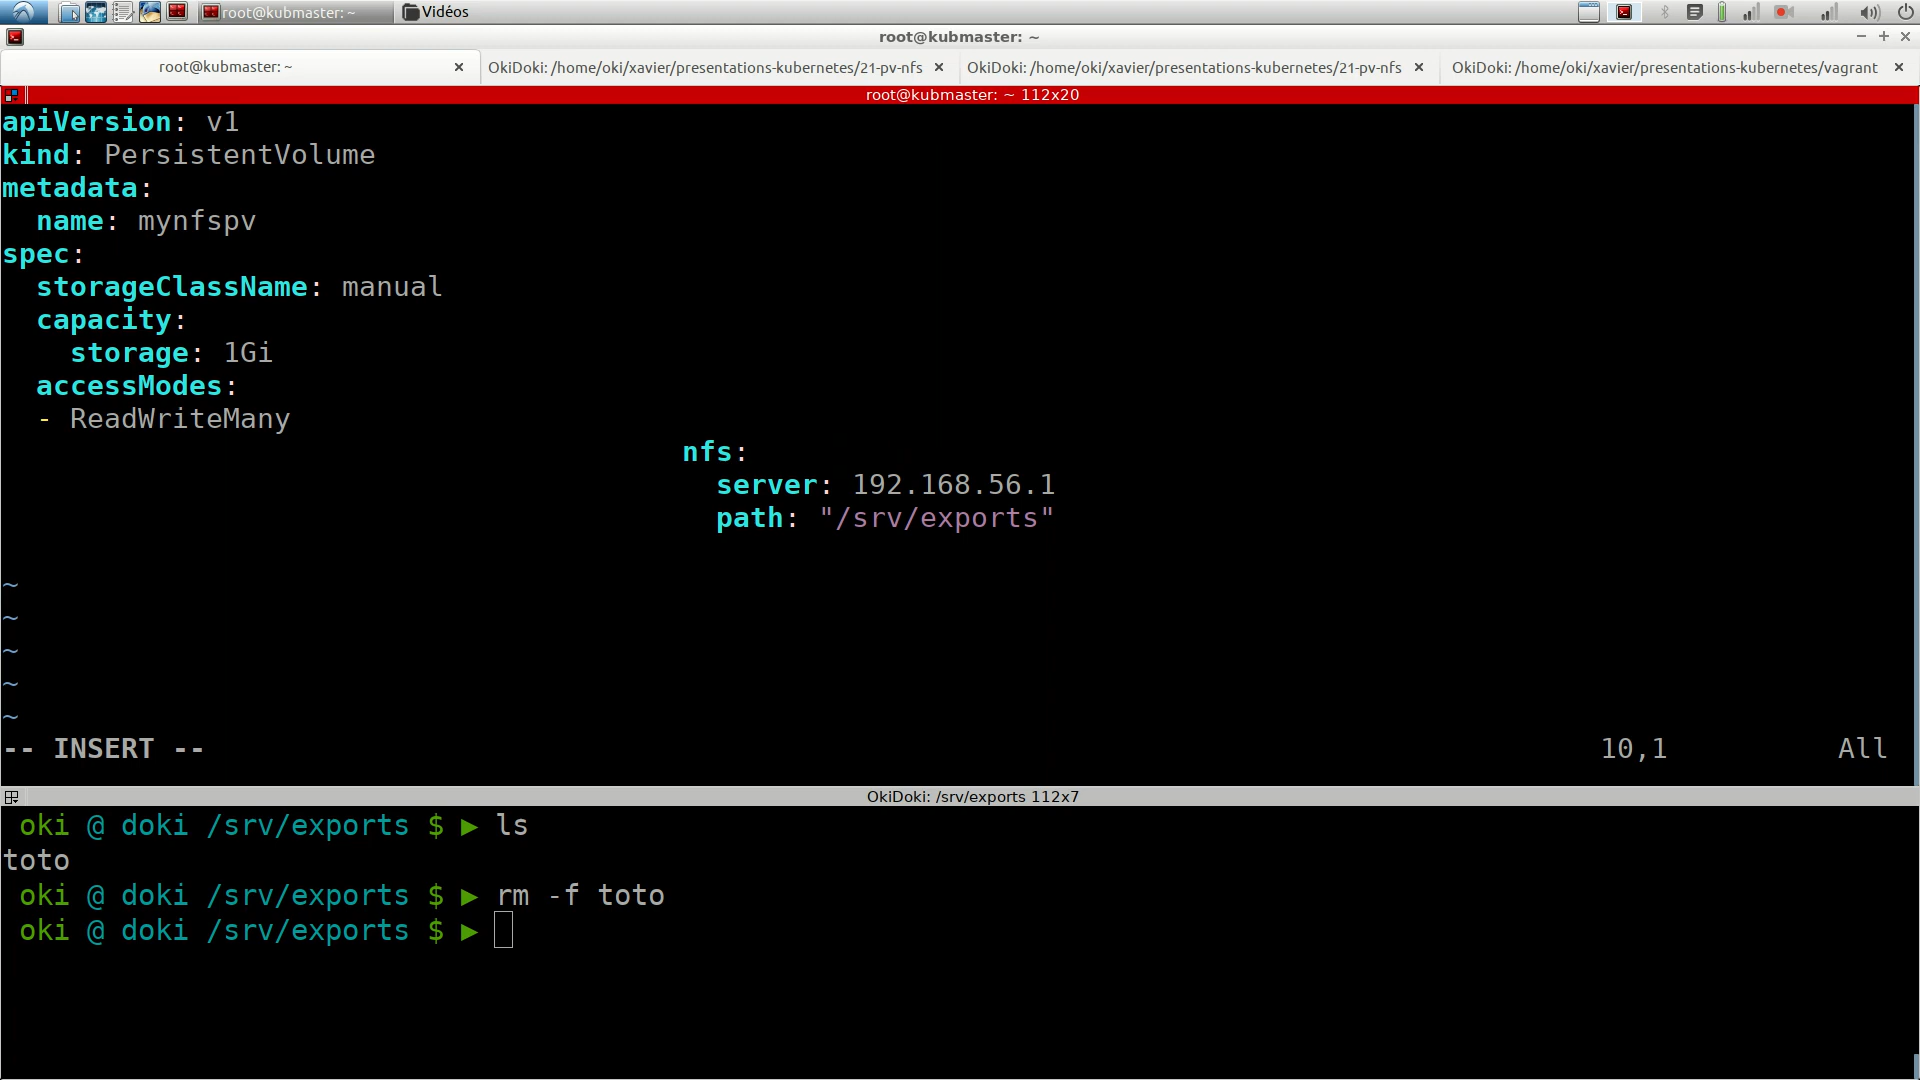 root@kubmaster: ~
Vidéos
root@kubmaster: ~
root@kubmaster: ~
OkiDoki: /home/oki/xavier/presentations-kubernetes/21-pv-nfs
OkiDoki: /home/oki/xavier/presentations-kubernetes/21-pv-nfs
OkiDoki: /home/oki/xavier/presentations-kubernetes/vagrant
root@kubmaster: ~ 112x20
apiVersion: v1
kind: PersistentVolume
metadata:
  name: mynfspv
spec:
  storageClassName: manual
  capacity:
    storage: 1Gi
  accessModes:
  - ReadWriteMany
                                        nfs:
                                          server: 192.168.56.1
                                          path: "/srv/exports"
~
~
~
~
~
-- INSERT -- 10,1 All
OkiDoki: /srv/exports 112x7
oki @ doki /srv/exports $ ▶ ls
toto
oki @ doki /srv/exports $ ▶ rm -f toto
oki @ doki /srv/exports $ ▶